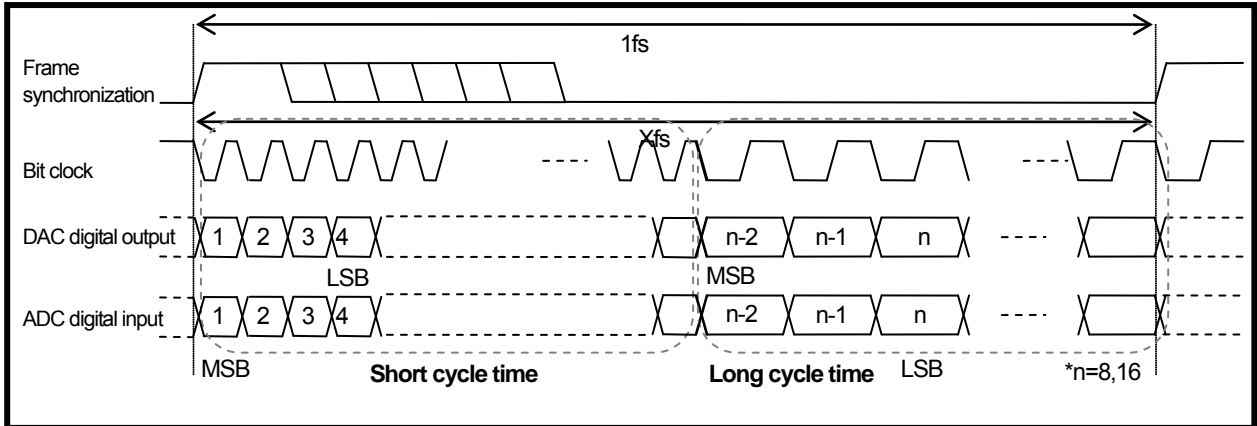 1fs
Frame
synchronization
Xfs
Bit clock
DAC digital output 1 2 3 4 n-2 n-1 n
LSB MSB
ADC digital input 1 2 3 4 n-2 n-1 n
MSB Short cycle time Long cycle time LSB *n=8,16